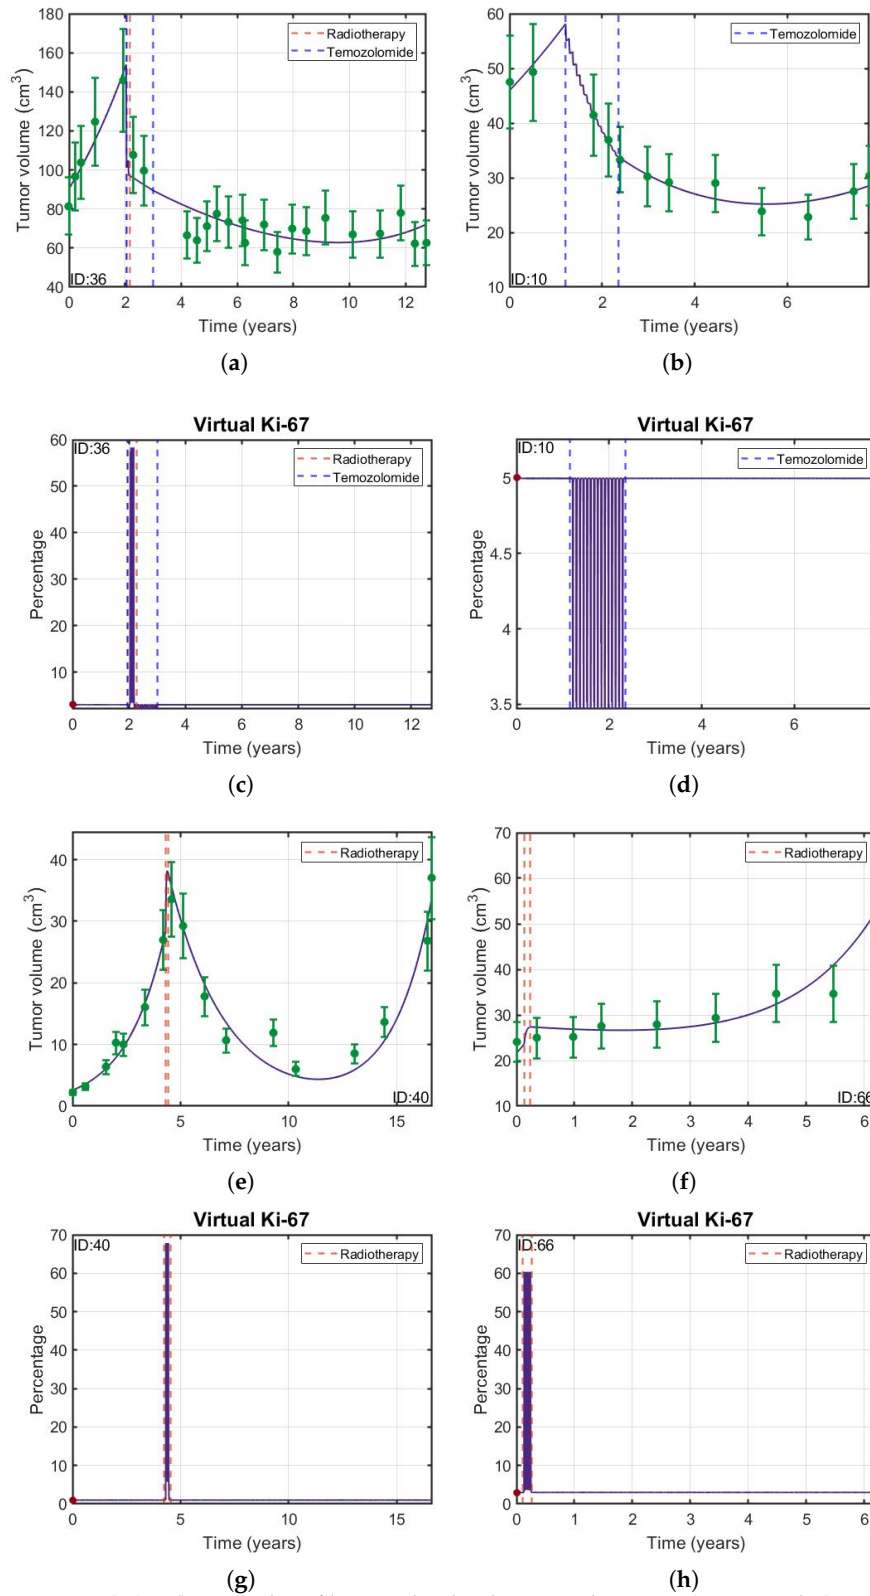 Tumor volume (cm3)
180
160
140
120
100
80
60
40
Radiotherapy
Temozolomide
ID:36
0 2 4 6 8 10 12
Time (years)
(a)
Tumor volume (cm3)
60
50
40
30
20
10
Temozolomide
ID:10
0 2 4 6
Time (years)
(b)
Virtual Ki-67
Percentage
60
50
40
30
20
10
ID:36
Radiotherapy
Temozolomide
0 2 4 6 8 10 12
Time (years)
(c)
Virtual Ki-67
Percentage
5
4.5
4
3.5
ID:10
Temozolomide
0 2 4 6
Time (years)
(d)
Tumor volume (cm3)
40
30
20
10
0
Radiotherapy
ID:40
0 5 10 15
Time (years)
(e)
Tumor volume (cm3)
70
60
50
40
30
20
10
Radiotherapy
ID:66
0 1 2 3 4 5 6
Time (years)
(f)
Virtual Ki-67
Percentage
70
60
50
40
30
20
10
0
ID:40
Radiotherapy
0 5 10 15
Time (years)
(g)
Virtual Ki-67
Percentage
70
60
50
40
30
20
10
0
ID:66
Radiotherapy
0 1 2 3 4 5 6
Time (years)
(h)